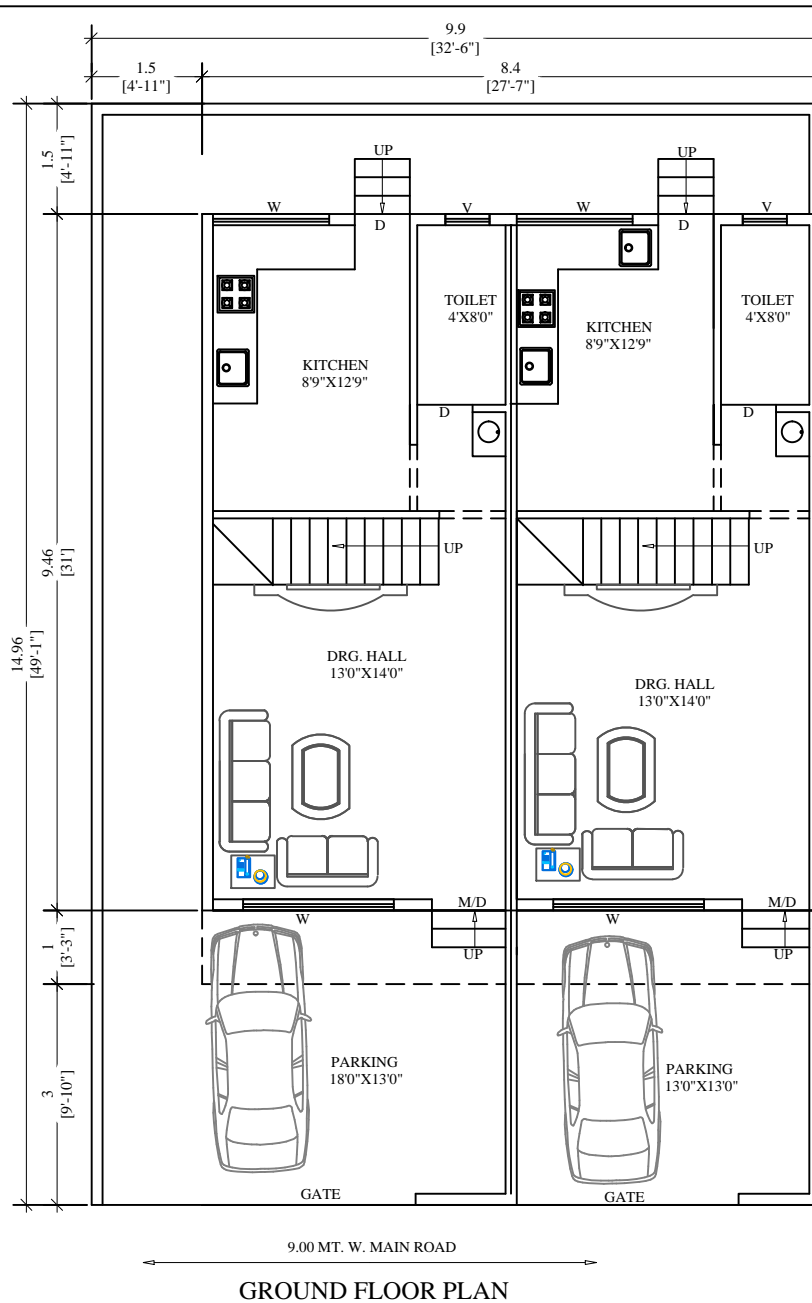 9.9
[32'-6"]
1.5
[4'-11"]
8.4
[27'-7"]
1.5
[4'-11"]
UP
UP
W
D
V
W
D
V
TOILET
4'X8'0"
TOILET
4'X8'0"
KITCHEN
8'9"X12'9"
KITCHEN
8'9"X12'9"
D
D
9.46
[31']
14.96
[49'-1"]
UP
UP
DRG. HALL
13'0"X14'0"
DRG. HALL
13'0"X14'0"
M/D
M/D
W
W
UP
UP
1
[3'-3"]
PARKING
18'0"X13'0"
PARKING
13'0"X13'0"
3
[9'-10"]
GATE
GATE
9.00 MT. W. MAIN ROAD
GROUND FLOOR PLAN